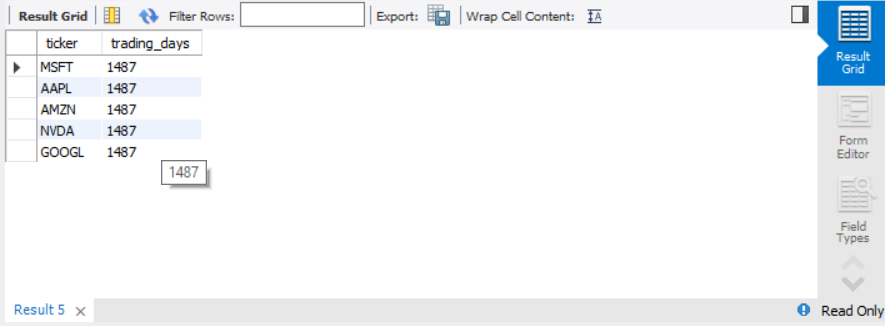 Result Grid Filter Rows: Export: Wrap Cell Content: IA
ticker trading_days
MSFT 1487
AAPL 1487
AMZN 1487
NVDA 1487
GOOGL 1487
1487
Result Grid
Form Editor
Field Types
Result 5 × Read Only